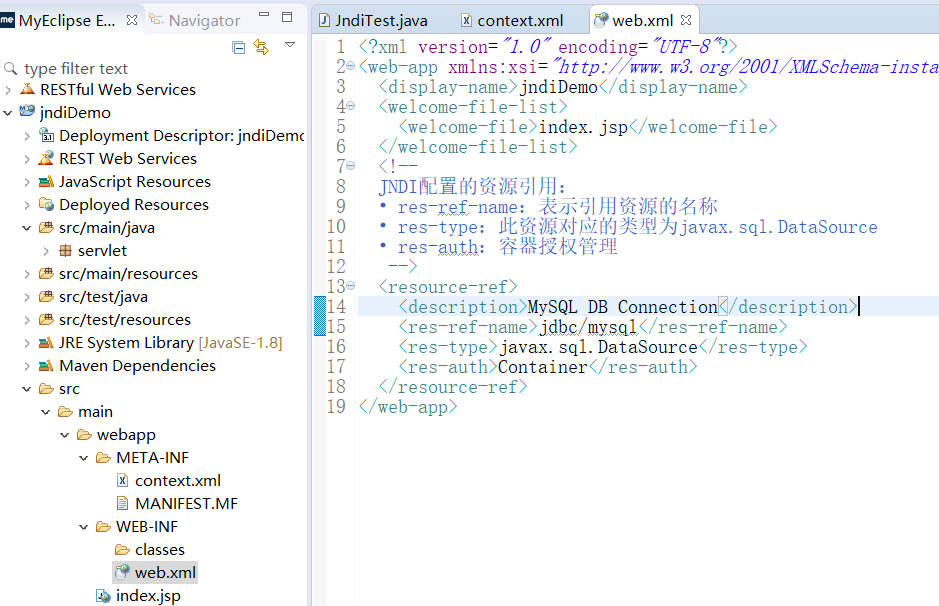 me MyEclipse E...
Navigator
type filter text
RESTful Web Services
jndiDemo
Deployment Descriptor: jndiDemo
REST Web Services
JavaScript Resources
Deployed Resources
src/main/java
servlet
src/main/resources
src/test/java
src/test/resources
JRE System Library [JavaSE-1.8]
Maven Dependencies
src
main
webapp
META-INF
context.xml
MANIFEST.MF
WEB-INF
classes
web.xml
index.jsp
JndiTest.java
context.xml
web.xml
1 <?xml version="1.0" encoding="UTF-8"?>
2 <web-app xmlns:xsi="http://www.w3.org/2001/XMLSchema-insta
3 <display-name>jndiDemo</display-name>
4 <welcome-file-list>
5 <welcome-file>index.jsp</welcome-file>
6 </welcome-file-list>
7 <!--
8 JNDI配置的资源引用：
9 • res-ref-name：表示引用资源的名称
10 • res-type：此资源对应的类型为javax.sql.DataSource
11 • res-auth：容器授权管理
12 -->
13 <resource-ref>
14 <description>MySQL DB Connection</description>
15 <res-ref-name>jdbc/mysql</res-ref-name>
16 <res-type>javax.sql.DataSource</res-type>
17 <res-auth>Container</res-auth>
18 </resource-ref>
19 </web-app>